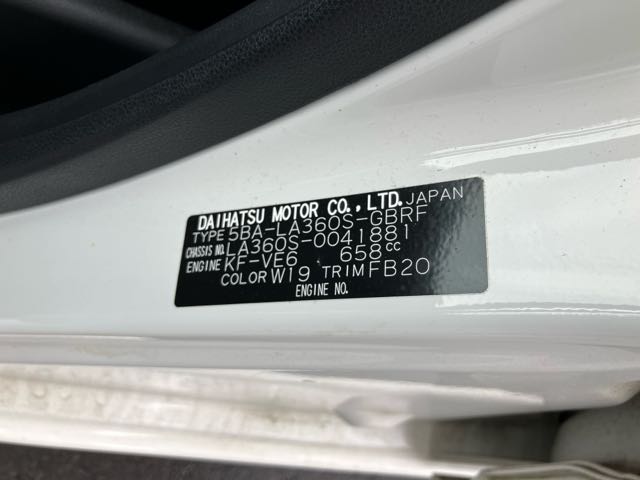 DAIHATSU MOTOR CO.,LTD. JAPAN
TYPE 5BA-LA360S-GBRF
CHASSIS NO. LA360S-0041881
ENGINE KF-VE6 658cc
COLOR W19 TRIM FB20
ENGINE NO.